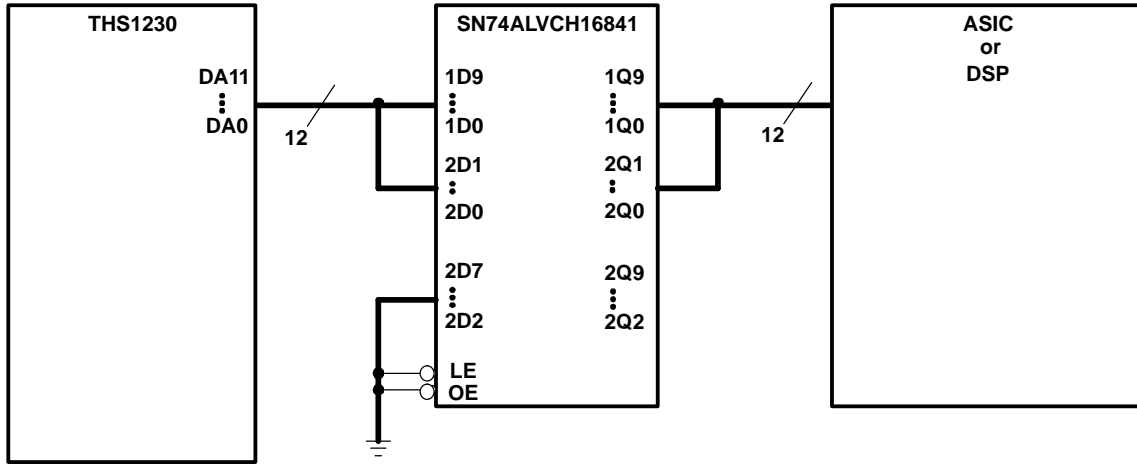 THS1230
DA11
DA0
12
SN74ALVCH16841
1D9
1D0
2D1
2D0
2D7
2D2
LE
OE
1Q9
1Q0
2Q1
2Q0
2Q9
2Q2
12
ASIC
or
DSP